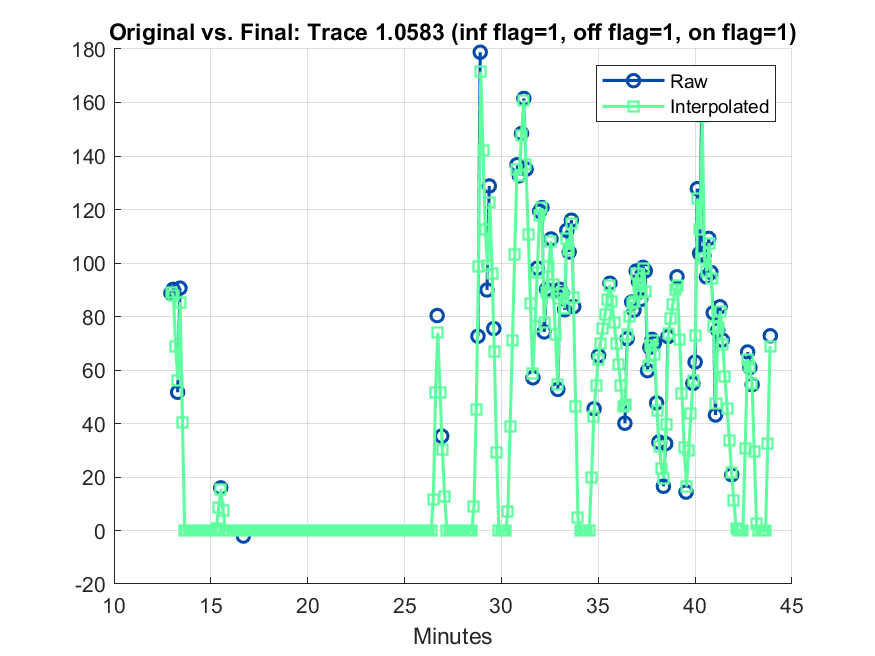 Original vs. Final: Trace 1.0583 (inf flag=1, off flag=1, on flag=1)
180
160
140
120
100
80
60
40
20
0
-20
Raw
Interpolated
10 15 20 25 30 35 40 45
Minutes